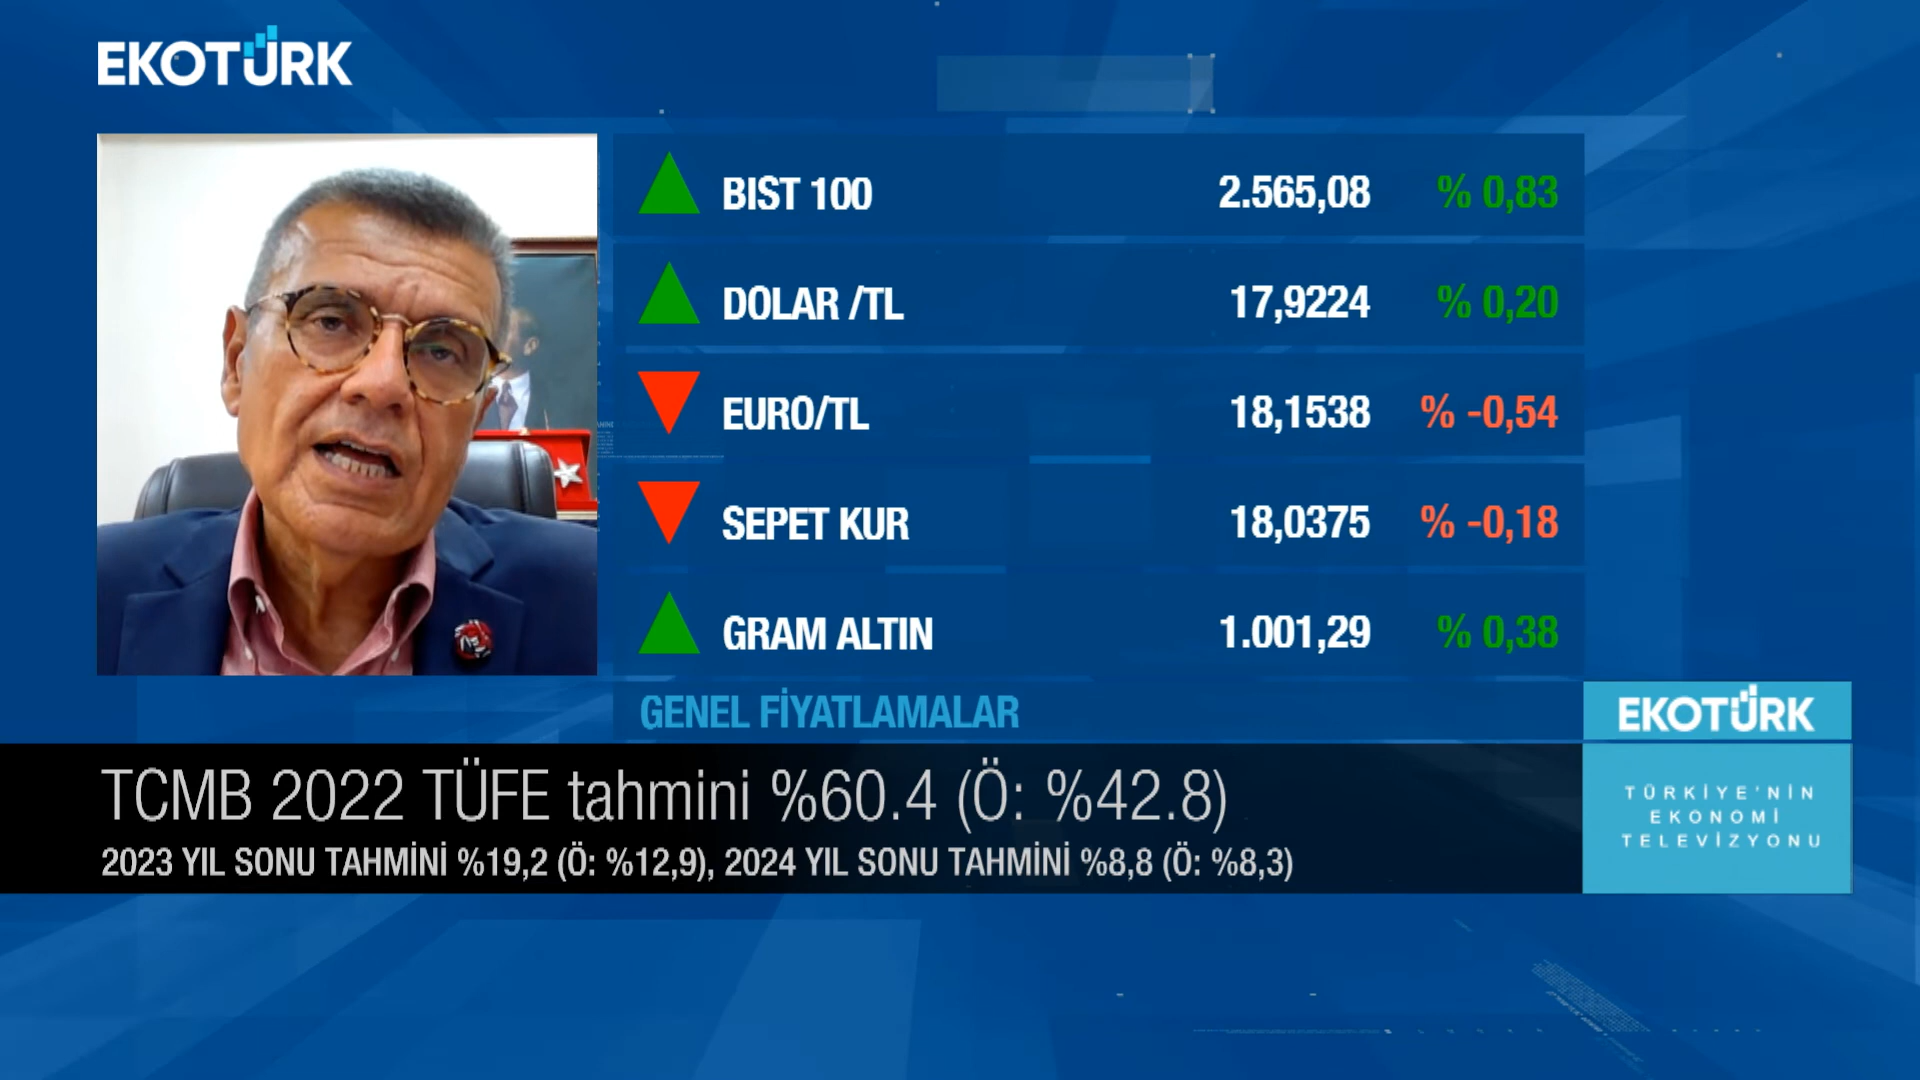 EKOTÜRK
BIST 100 2.565,08 % 0,83
DOLAR /TL 17,9224 % 0,20
EURO/TL 18,1538 % -0,54
SEPET KUR 18,0375 % -0,18
GRAM ALTIN 1.001,29 % 0,38
GENEL FİYATLAMALAR
EKOTÜRK
TCMB 2022 TÜFE tahmini %60.4 (Ö: %42.8)
2023 YIL SONU TAHMİNİ %19,2 (Ö: %12,9), 2024 YIL SONU TAHMİNİ %8,8 (Ö: %8,3)
TÜRKİYE'NİN
EKONOMİ
TELEVİZYONU